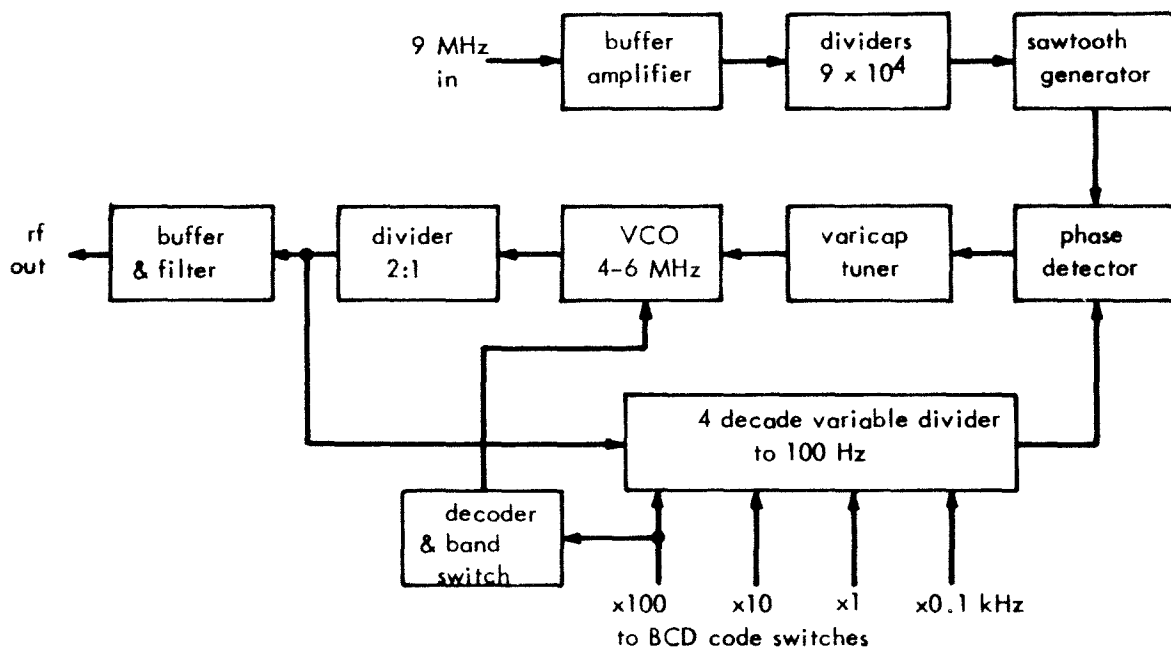 9 MHz
in
buffer
amplifier
dividers
9 x 10⁴
sawtooth
generator
rf
out
buffer
& filter
divider
2:1
VCO
4-6 MHz
varicap
tuner
phase
detector
4 decade variable divider
to 100 Hz
decoder
& band
switch
x100 x10 x1 x0.1 kHz
to BCD code switches